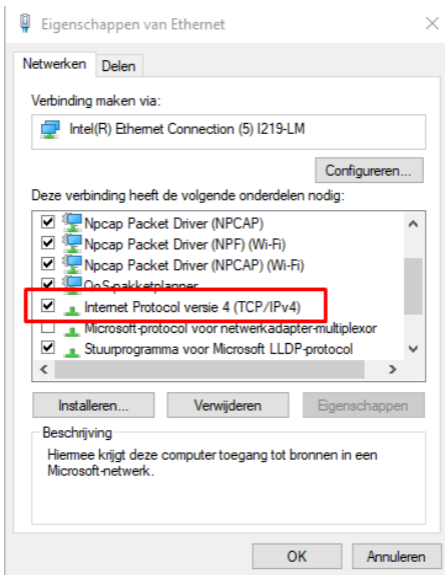 Eigenschappen van Ethernet
Netwerken
Delen
Verbinding maken via:
Intel(R) Ethernet Connection (5) I219-LM
Configureren...
Deze verbinding heeft de volgende onderdelen nodig:
Npcap Packet Driver (NPCAP)
Npcap Packet Driver (NPF) (Wi-Fi)
Npcap Packet Driver (NPCAP) (Wi-Fi)
QoS-pakketplanner
Internet Protocol versie 4 (TCP/IPv4)
Microsoft-protocol voor netwerkadapter-multiplexor
Stuurprogramma voor Microsoft LLDP-protocol
Installeren...
Verwijderen
Eigenschappen
Beschrijving
Hiermee krijgt deze computer toegang tot bronnen in een
Microsoft-netwerk.
OK
Annuleren